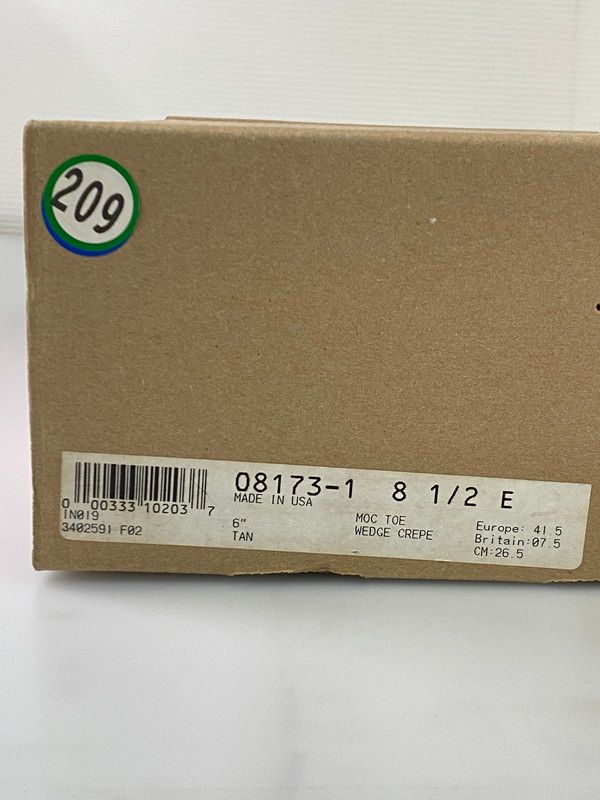 209
08173-1 8 1/2 E
MADE IN USA
0 00333 10203 7
IN019
3402591 F02
6"
TAN
MOC TOE
WEDGE CREPE
Europe: 41.5
Britain:07.5
CM:26.5